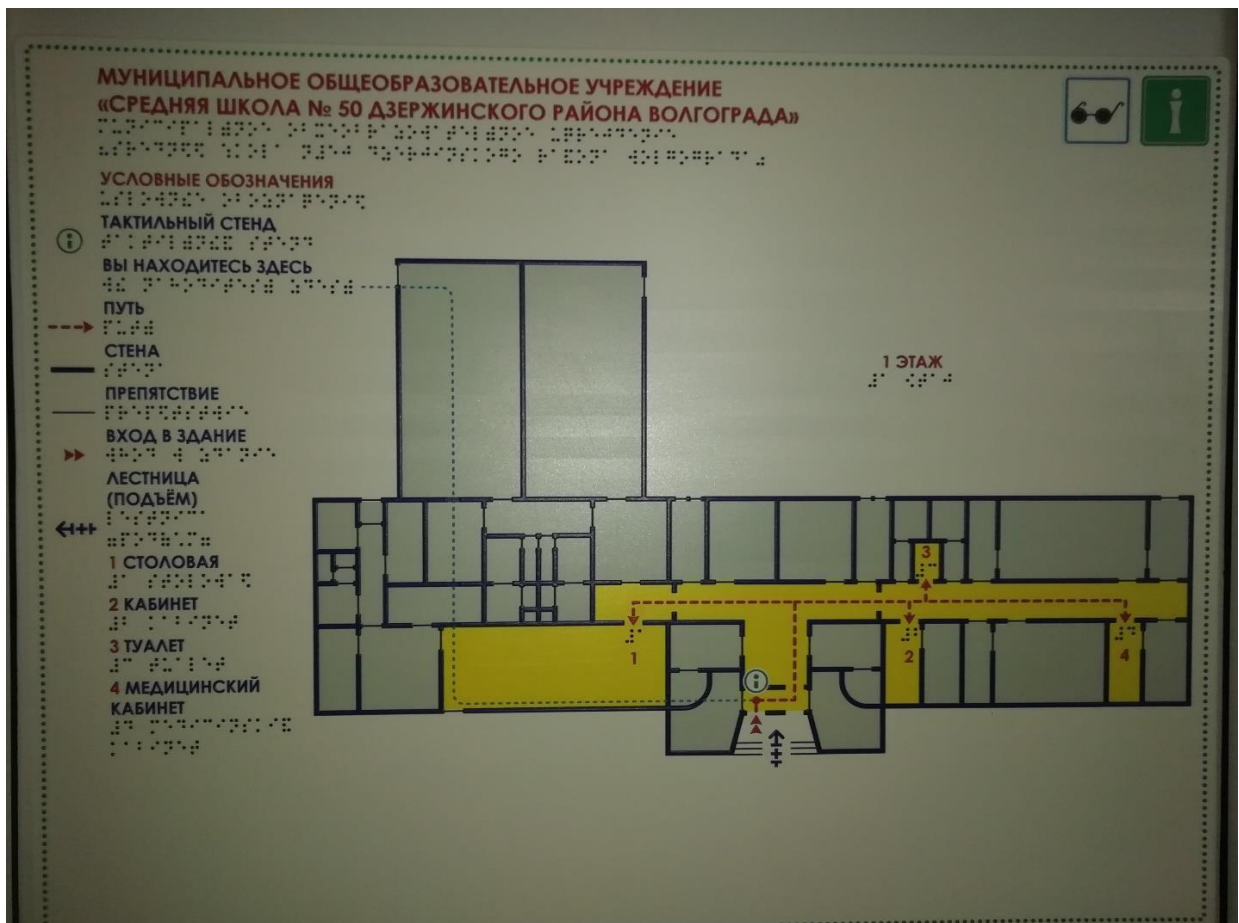 МУНИЦИПАЛЬНОЕ ОБЩЕОБРАЗОВАТЕЛЬНОЕ УЧРЕЖДЕНИЕ
«СРЕДНЯЯ ШКОЛА № 50 ДЗЕРЖИНСКОГО РАЙОНА ВОЛГОГРАДА»
i
УСЛОВНЫЕ ОБОЗНАЧЕНИЯ
i ТАКТИЛЬНЫЙ СТЕНД
ВЫ НАХОДИТЕСЬ ЗДЕСЬ
ПУТЬ
СТЕНА
ПРЕПЯТСТВИЕ
ВХОД В ЗДАНИЕ
ЛЕСТНИЦА
(ПОДЪЁМ)
1 СТОЛОВАЯ
2 КАБИНЕТ
3 ТУАЛЕТ
4 МЕДИЦИНСКИЙ
КАБИНЕТ
1 ЭТАЖ
3
1
2
4
i